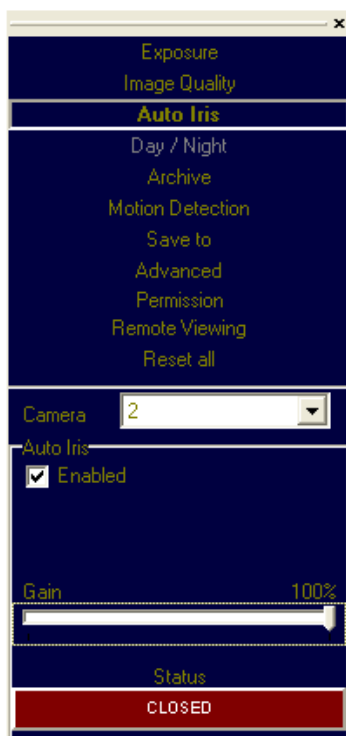 Exposure
Image Quality
Auto Iris
Day / Night
Archive
Motion Detection
Save to
Advanced
Permission
Remote Viewing
Reset all
Camera 2
Auto Iris
Enabled
Gain 100%
Status
CLOSED